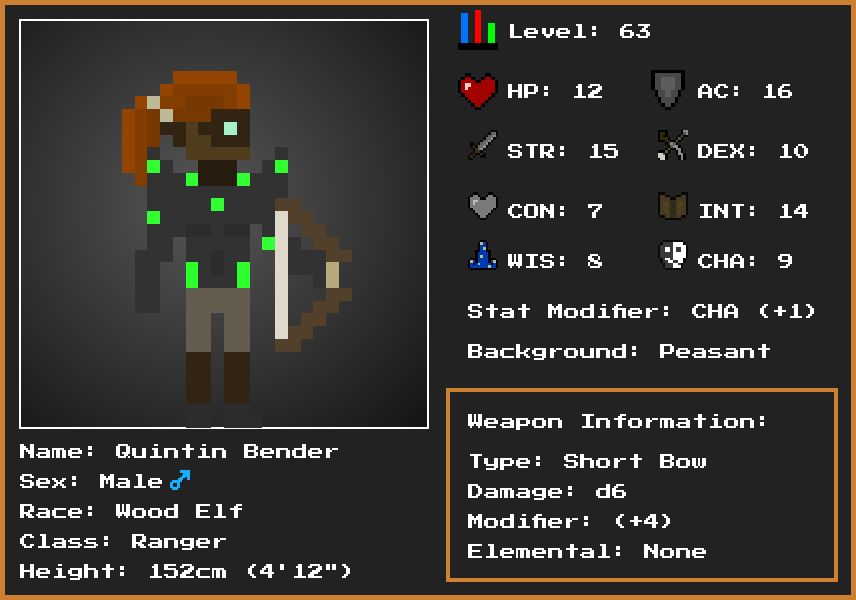 Level: 63
HP: 12 AC: 16
STR: 15 DEX: 10
CON: 7 INT: 14
WIS: 8 CHA: 9
Stat Modifier: CHA (+1)
Background: Peasant
Weapon Information:
Type: Short Bow
Damage: d6
Modifier: (+4)
Elemental: None
Name: Quintin Bender
Sex: Male♂
Race: Wood Elf
Class: Ranger
Height: 152cm (4'12")